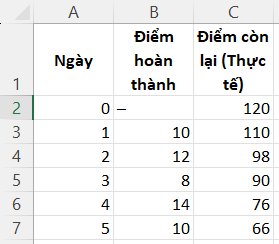 A B C
1 Ngày Điểm hoàn thành Điểm còn lại (Thực tế)
2 0 – 120
3 1 10 110
4 2 12 98
5 3 8 90
6 4 14 76
7 5 10 66